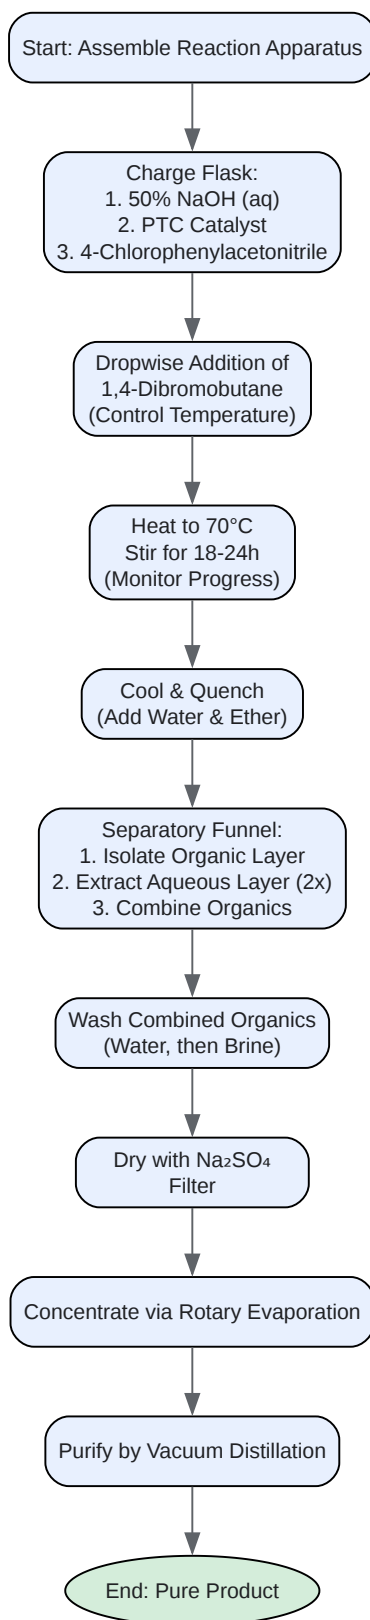 Start: Assemble Reaction Apparatus
Charge Flask:
1. 50% NaOH (aq)
2. PTC Catalyst
3. 4-Chlorophenylacetonitrile
Dropwise Addition of
1,4-Dibromobutane
(Control Temperature)
Heat to 70°C
Stir for 18-24h
(Monitor Progress)
Cool & Quench
(Add Water & Ether)
Separatory Funnel:
1. Isolate Organic Layer
2. Extract Aqueous Layer (2x)
3. Combine Organics
Wash Combined Organics
(Water, then Brine)
Dry with Na₂SO₄
Filter
Concentrate via Rotary Evaporation
Purify by Vacuum Distillation
End: Pure Product